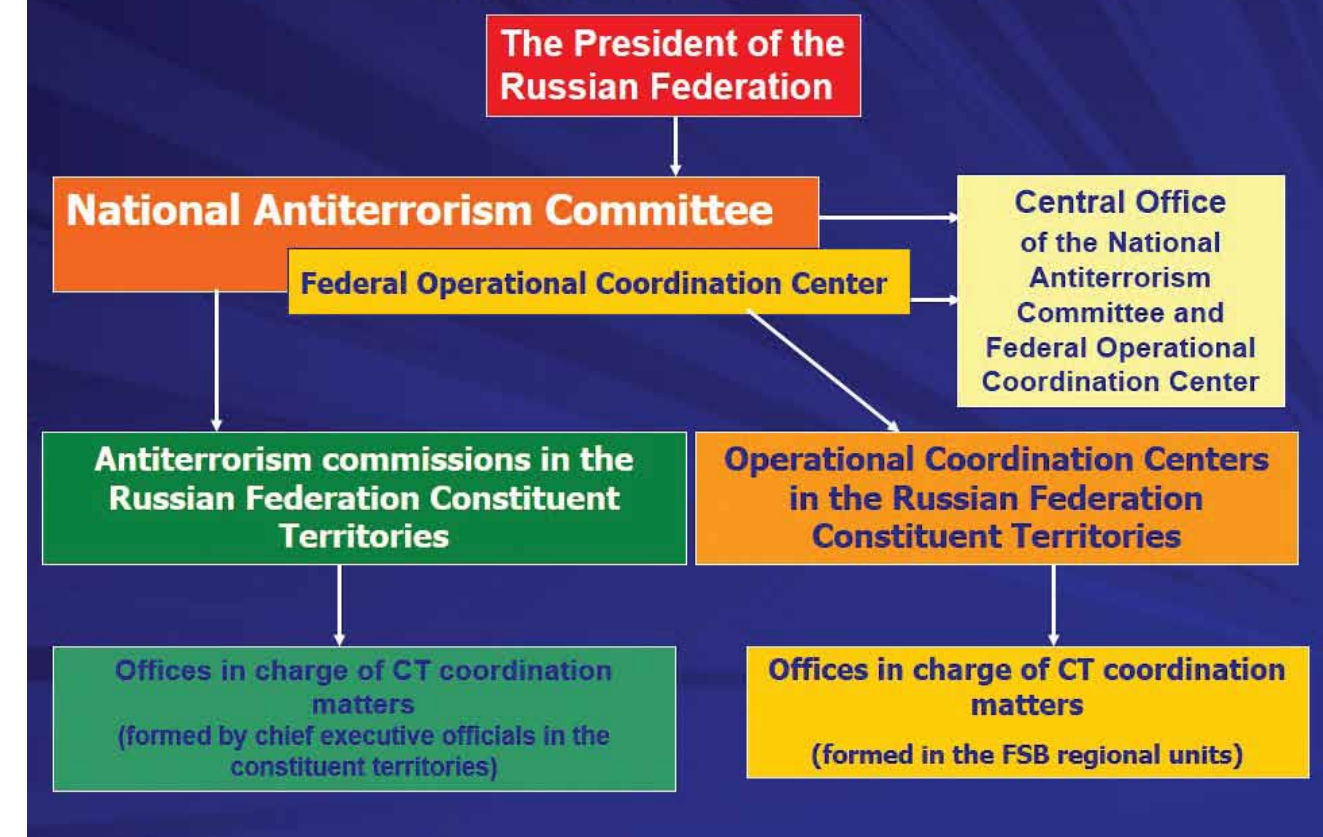 The President of the
Russian Federation
National Antiterrorism Committee
Federal Operational Coordination Center
Central Office
of the National
Antiterrorism
Committee and
Federal Operational
Coordination Center
Antiterrorism commissions in the
Russian Federation Constituent
Territories
Operational Coordination Centers
in the Russian Federation
Constituent Territories
Offices in charge of CT coordination
matters
(formed by chief executive officials in the
constituent territories)
Offices in charge of CT coordination
matters
(formed in the FSB regional units)